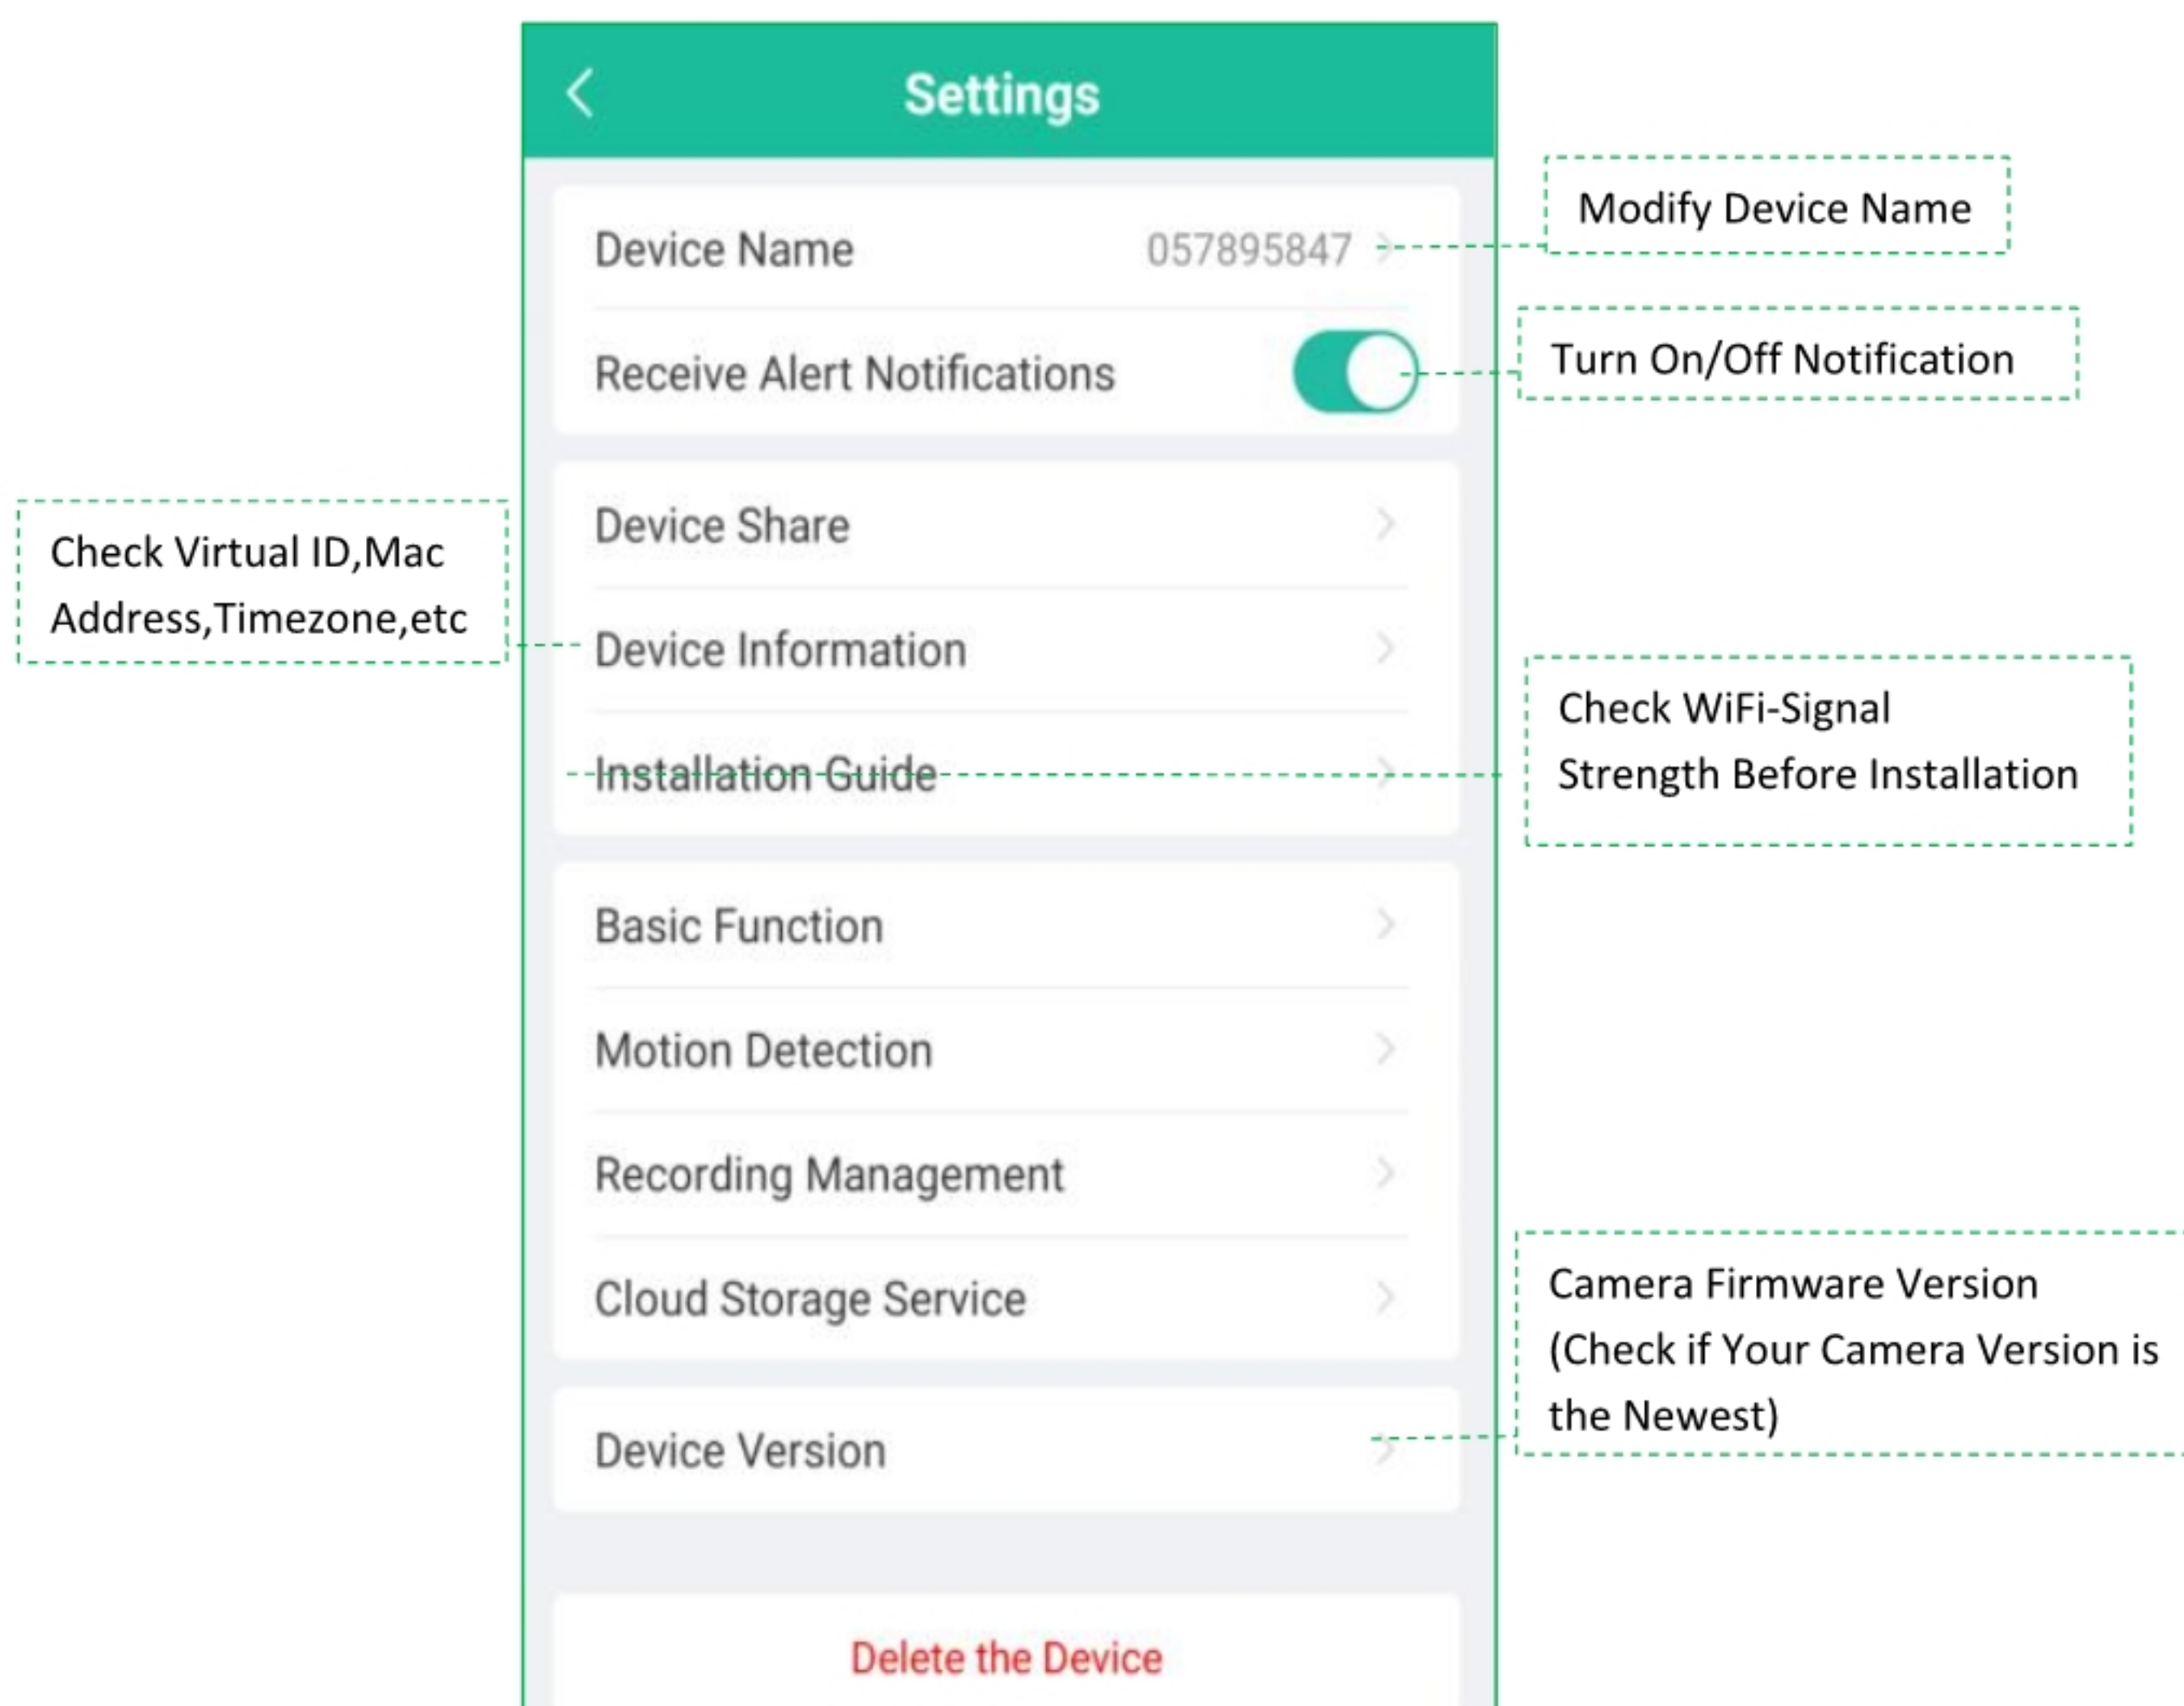 Settings
Device Name 057895847
Modify Device Name
Receive Alert Notifications
Turn On/Off Notification
Device Share
Check Virtual ID,Mac
Address,Timezone,etc
Device Information
Installation Guide
Check WiFi-Signal
Strength Before Installation
Basic Function
Motion Detection
Recording Management
Cloud Storage Service
Device Version
Camera Firmware Version
(Check if Your Camera Version is
the Newest)
Delete the Device